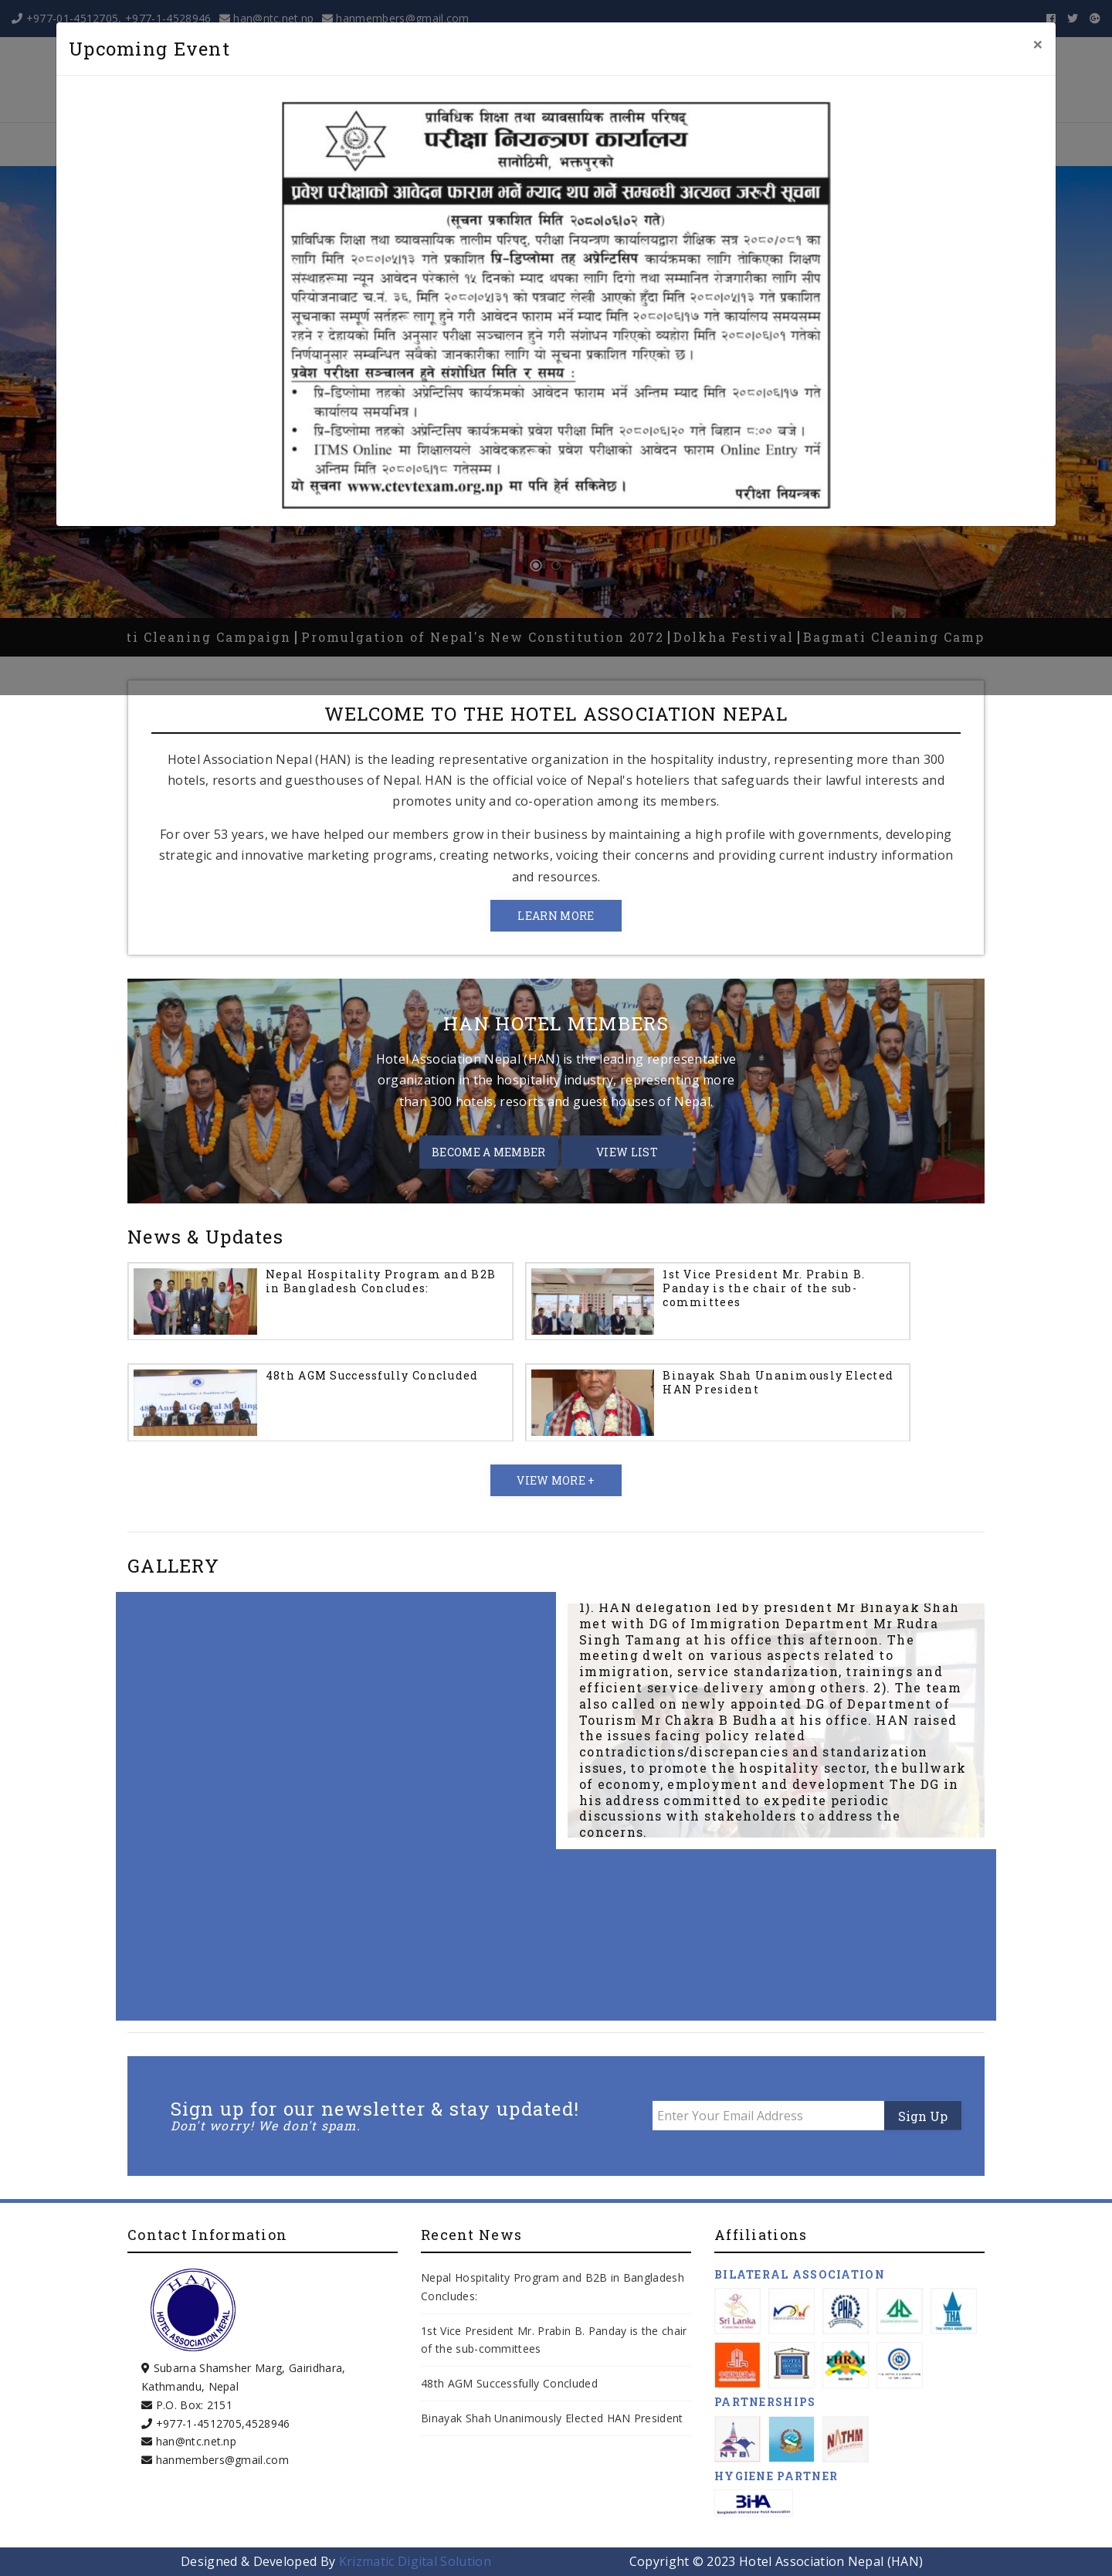 +977-01-4512705, +977-1-4528946 han@ntc.net.np hanmembers@gmail.com
Upcoming Event
×
प्राविधिक शिक्षा तथा व्यावसायिक तालीम परिषद्
परीक्षा नियन्त्रण कार्यालय
सानोठिमी, भक्तपुरको
प्रवेश परिक्षाको आवेदन फाराम भर्ने म्याद थप गर्ने सम्बन्धी अत्यन्त जरूरी सूचना
(सूचना प्रकाशित मिति २०८०/०६/०२ गते)
प्राविधिक शिक्षा तथा व्यावसायिक तालीम परिषद्, परीक्षा नियन्त्रण कार्यालयद्वारा शैक्षिक सत्र २०८०/०८१ का
लागि मिति २०८०/०५/१३ गते प्रकाशित प्रि-डिप्लोमा तह अप्रेन्टिसिप कार्यक्रमका लागि तोकिएका शिक्षण
संस्थाहरूमा न्यून आवेदन परेकाले १५ दिनको म्याद थपका लागि दिगो तथा सम्मानित रोजगारीका लागि सीप
परियोजनाबाट च.नं. ३६, मिति २०८०/०५/३१ को पत्रबाट लेखी आएको हुँदा मिति २०८०/०५/१३ गते प्रकाशित
सूचनाका सम्पूर्ण सर्तहरू लागू हुने गरी आवेदन फाराम भर्ने म्याद मिति २०८०/०६/१७ गते कार्यालय समयसम्म
रहने र देहायको मिति अनुसार परीक्षा सञ्चालन हुने गरी संशोधन गरिएको व्यहोरा मिति २०८०/०६/०१ गतेको
निर्णयानुसार सम्बन्धित सबैको जानकारीका लागि यो सूचना प्रकाशित गरिएको छ ।
प्रवेश परीक्षा सञ्चालन हुने संशोधित मिति र समय :
• प्रि-डिप्लोमा तहको अप्रेन्टिसिप कार्यक्रमको आवेदन फाराम भर्ने अन्तिम मिति २०८०/०६/१७ गते
कार्यालय समयभित्र ।
• प्रि-डिप्लोमा तहको अप्रेन्टिसिप कार्यक्रमको प्रवेश परीक्षा मिति २०८०/०६/२० गते बिहान ८:०० बजे ।
• ITMS Online मा शिक्षालयले आवेदकहरूको प्रवेश परीक्षाको आवेदन फाराम Online Entry गर्ने
अन्तिम मिति २०८०/०६/१८ गतेसम्म ।
यो सूचना www.ctevtexam.org.np मा पनि हेर्न सकिनेछ ।
परीक्षा नियन्त्रक
ti Cleaning Campaign | Promulgation of Nepal's New Constitution 2072 | Dolkha Festival | Bagmati Cleaning Camp
WELCOME TO THE HOTEL ASSOCIATION NEPAL
Hotel Association Nepal (HAN) is the leading representative organization in the hospitality industry, representing more than 300
hotels, resorts and guesthouses of Nepal. HAN is the official voice of Nepal's hoteliers that safeguards their lawful interests and
promotes unity and co-operation among its members.
For over 53 years, we have helped our members grow in their business by maintaining a high profile with governments, developing
strategic and innovative marketing programs, creating networks, voicing their concerns and providing current industry information
and resources.
LEARN MORE
HAN HOTEL MEMBERS
Hotel Association Nepal (HAN) is the leading representative
organization in the hospitality industry, representing more
than 300 hotels, resorts and guest houses of Nepal.
BECOME A MEMBER VIEW LIST
News & Updates
Nepal Hospitality Program and B2B
in Bangladesh Concludes:
1st Vice President Mr. Prabin B.
Panday is the chair of the sub-
committees
48th AGM Successfully Concluded
Binayak Shah Unanimously Elected
HAN President
VIEW MORE +
GALLERY
1). HAN delegation led by president Mr Binayak Shah
met with DG of Immigration Department Mr Rudra
Singh Tamang at his office this afternoon. The
meeting dwelt on various aspects related to
immigration, service standarization, trainings and
efficient service delivery among others. 2). The team
also called on newly appointed DG of Department of
Tourism Mr Chakra B Budha at his office. HAN raised
the issues facing policy related
contradictions/discrepancies and standarization
issues, to promote the hospitality sector, the bullwark
of economy, employment and development The DG in
his address committed to expedite periodic
discussions with stakeholders to address the
concerns.
Sign up for our newsletter & stay updated!
Don't worry! We don't spam.
Enter Your Email Address
Sign Up
Contact Information
HAN
HOTEL ASSOCIATION NEPAL
Subarna Shamsher Marg, Gairidhara,
Kathmandu, Nepal
P.O. Box: 2151
+977-1-4512705,4528946
han@ntc.net.np
hanmembers@gmail.com
Recent News
Nepal Hospitality Program and B2B in Bangladesh
Concludes:
1st Vice President Mr. Prabin B. Panday is the chair
of the sub-committees
48th AGM Successfully Concluded
Binayak Shah Unanimously Elected HAN President
Affiliations
BILATERAL ASSOCIATION
Sri Lanka
PHA
THA
FHRAI
PARTNERSHIPS
NTB
NATHM
HYGIENE PARTNER
BIHA
Designed & Developed By Krizmatic Digital Solution
Copyright © 2023 Hotel Association Nepal (HAN)